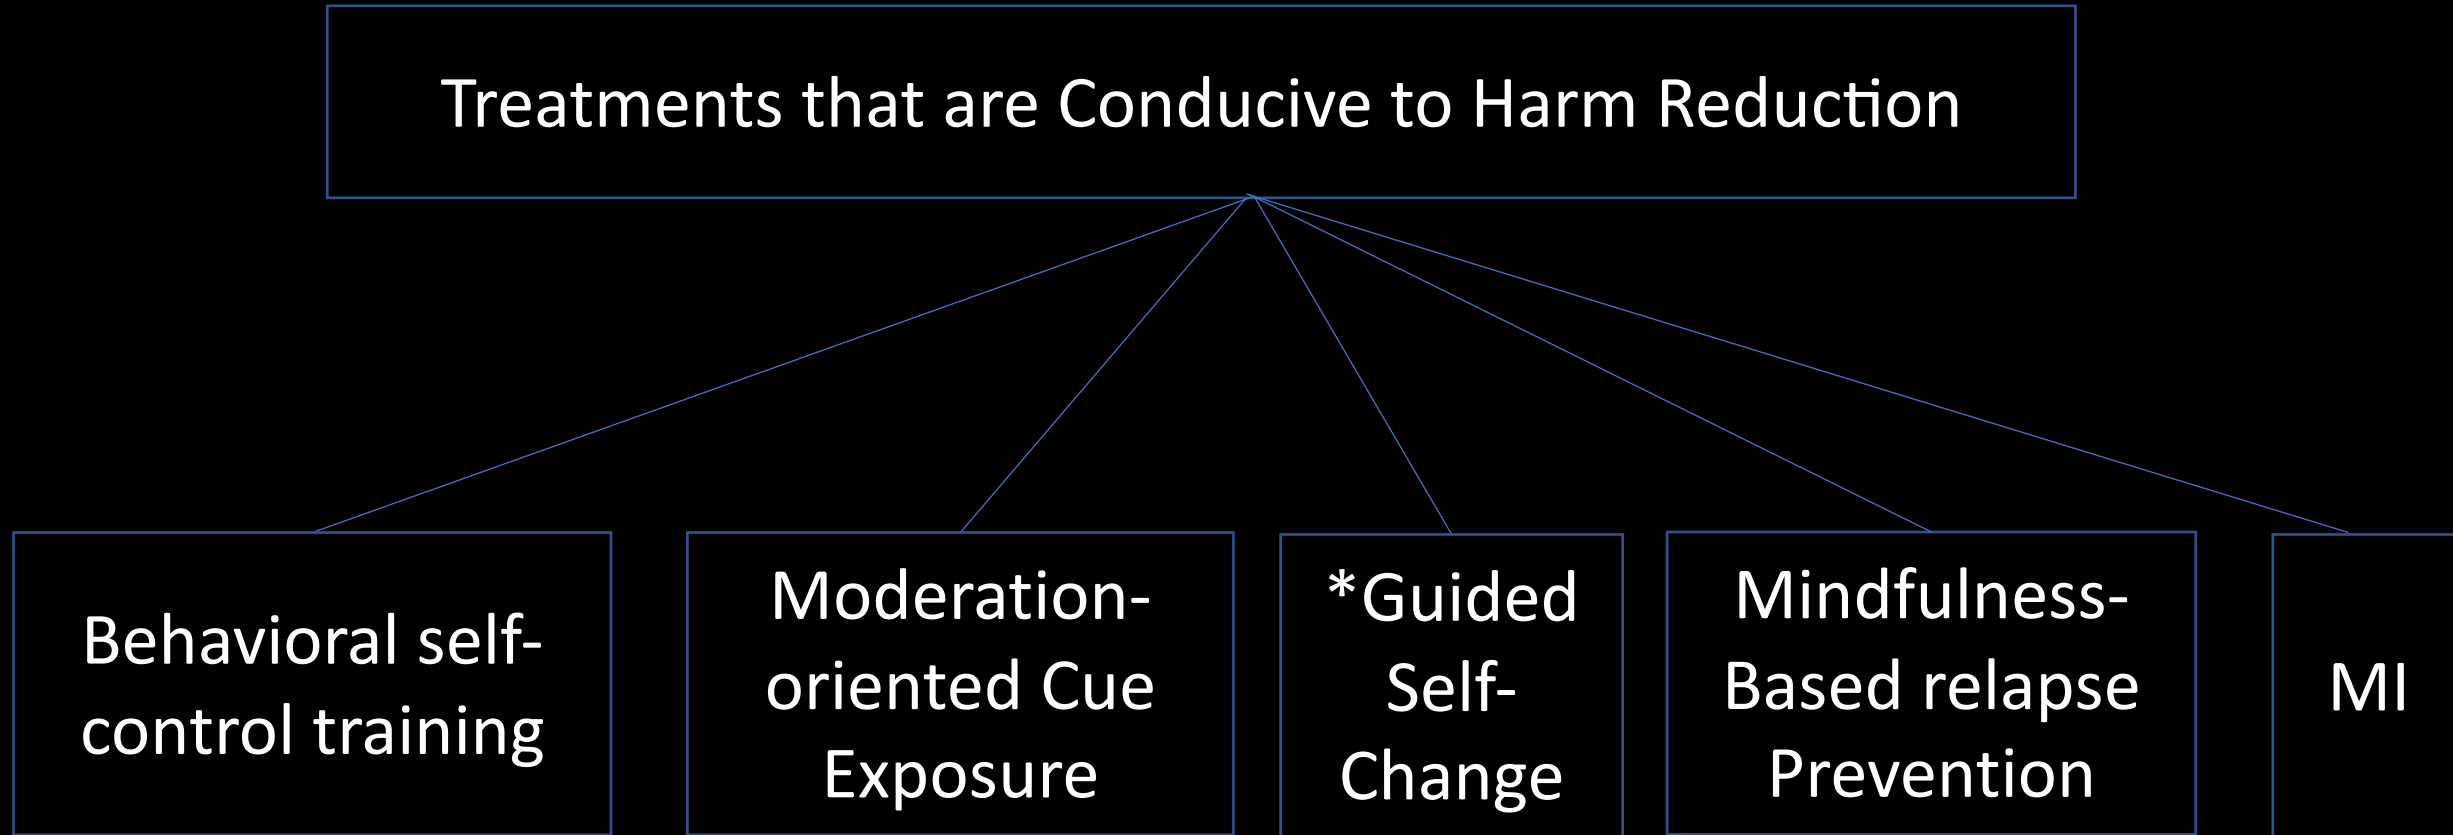 Treatments that are Conducive to Harm Reduction
Behavioral self-
control training
Moderation-
oriented Cue
Exposure
*Guided
Self-
Change
Mindfulness-
Based relapse
Prevention
MI